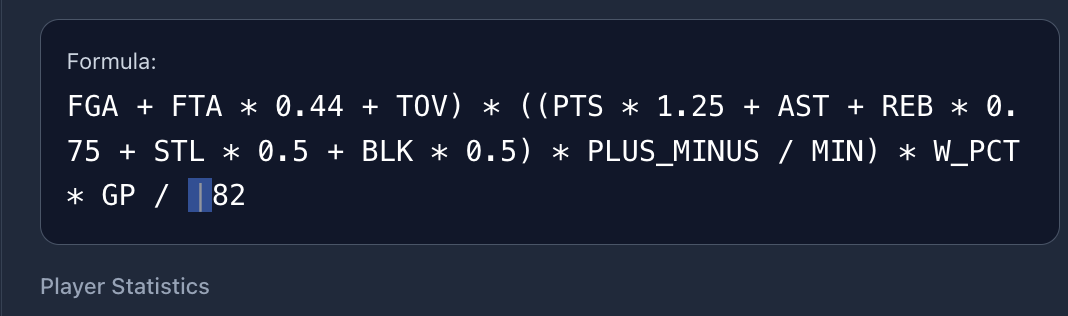 Formula:
FGA + FTA * 0.44 + TOV) * ((PTS * 1.25 + AST + REB * 0.
75 + STL * 0.5 + BLK * 0.5) * PLUS_MINUS / MIN) * W_PCT
* GP / 82
Player Statistics